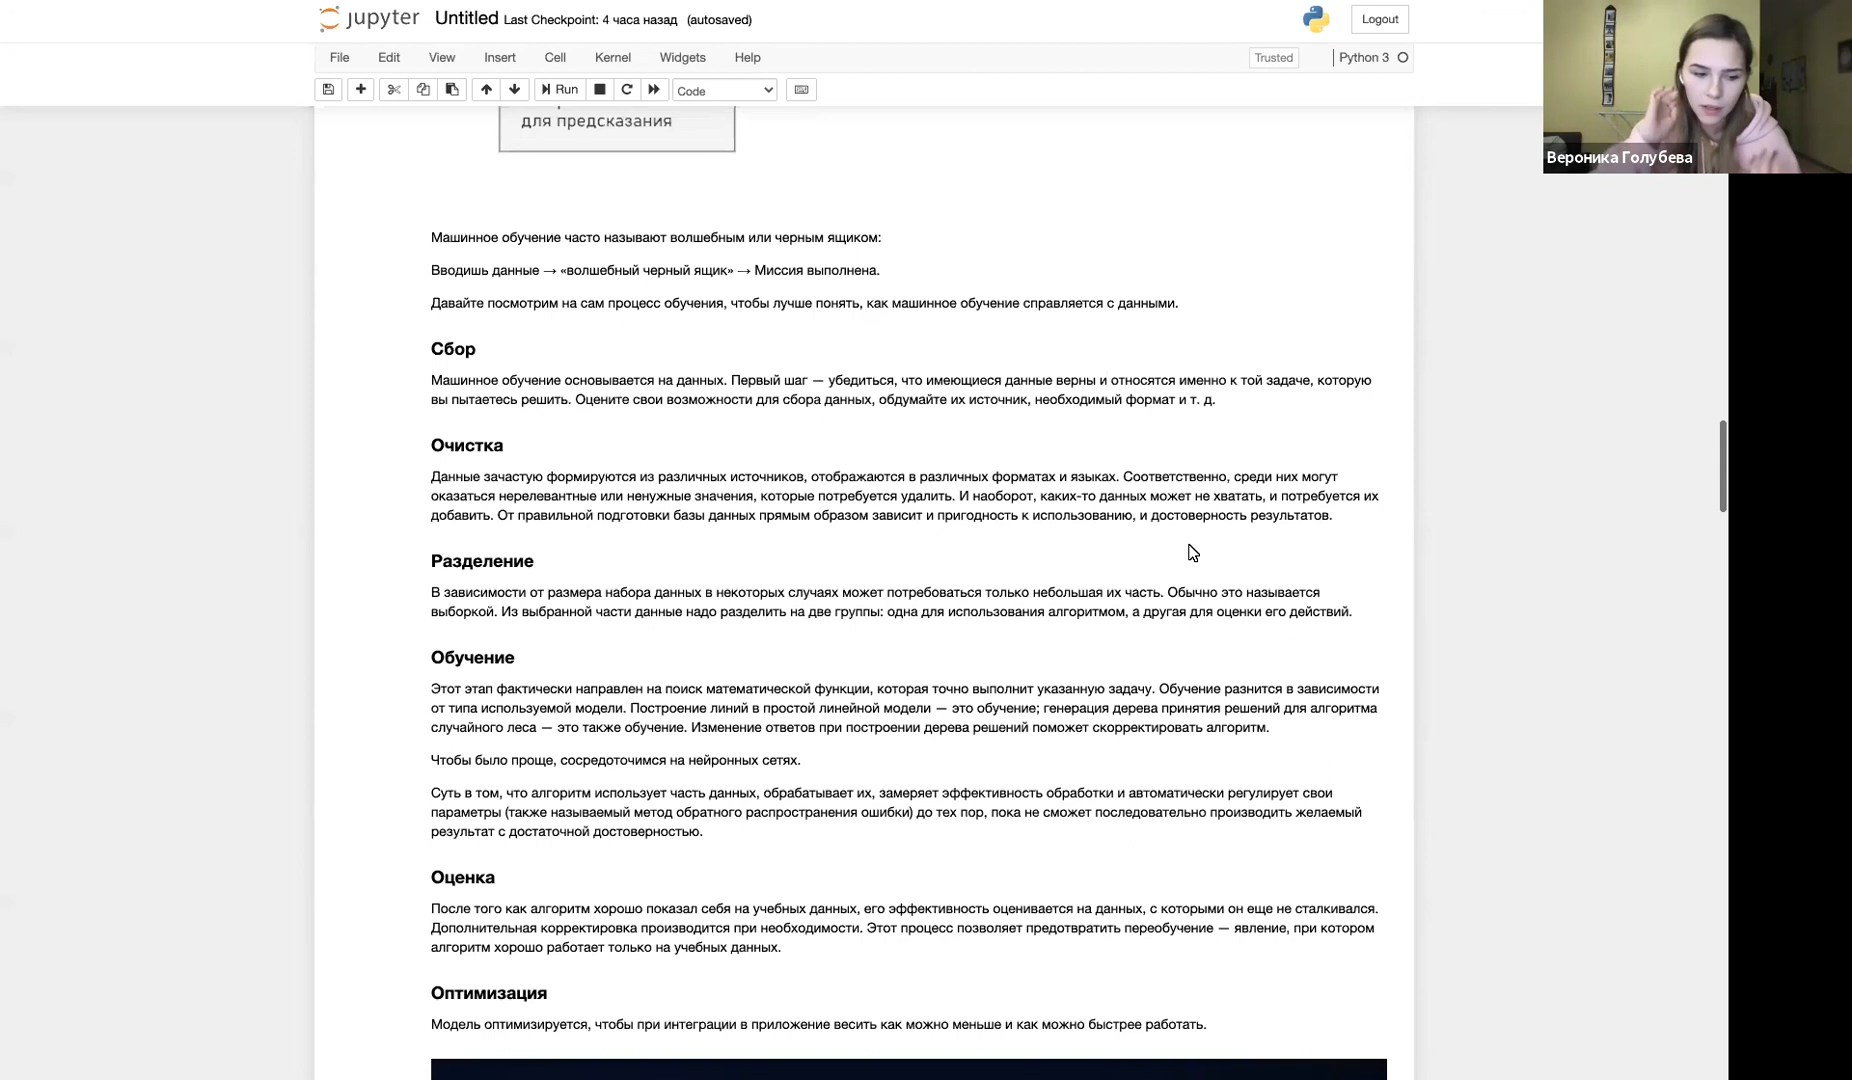 jupyter Untitled Last Checkpoint: 4 часа назад (autosaved)
Logout
File Edit View Insert Cell Kernel Widgets Help
Trusted Python 3
Run Code
для предсказания
Вероника Голубева
Машинное обучение часто называют волшебным или черным ящиком:
Вводишь данные → «волшебный черный ящик» → Миссия выполнена.
Давайте посмотрим на сам процесс обучения, чтобы лучше понять, как машинное обучение справляется с данными.
Сбор
Машинное обучение основывается на данных. Первый шаг — убедиться, что имеющиеся данные верны и относятся именно к той задаче, которую
вы пытаетесь решить. Оцените свои возможности для сбора данных, обдумайте их источник, необходимый формат и т. д.
Очистка
Данные зачастую формируются из различных источников, отображаются в различных форматах и языках. Соответственно, среди них могут
оказаться нерелевантные или ненужные значения, которые потребуется удалить. И наоборот, каких-то данных может не хватать, и потребуется их
добавить. От правильной подготовки базы данных прямым образом зависит и пригодность к использованию, и достоверность результатов.
Разделение
В зависимости от размера набора данных в некоторых случаях может потребоваться только небольшая их часть. Обычно это называется
выборкой. Из выбранной части данные надо разделить на две группы: одна для использования алгоритмом, а другая для оценки его действий.
Обучение
Этот этап фактически направлен на поиск математической функции, которая точно выполнит указанную задачу. Обучение разнится в зависимости
от типа используемой модели. Построение линий в простой линейной модели — это обучение; генерация дерева принятия решений для алгоритма
случайного леса — это также обучение. Изменение ответов при построении дерева решений поможет скорректировать алгоритм.
Чтобы было проще, сосредоточимся на нейронных сетях.
Суть в том, что алгоритм использует часть данных, обрабатывает их, замеряет эффективность обработки и автоматически регулирует свои
параметры (также называемый метод обратного распространения ошибки) до тех пор, пока не сможет последовательно производить желаемый
результат с достаточной достоверностью.
Оценка
После того как алгоритм хорошо показал себя на учебных данных, его эффективность оценивается на данных, с которыми он еще не сталкивался.
Дополнительная корректировка производится при необходимости. Этот процесс позволяет предотвратить переобучение — явление, при котором
алгоритм хорошо работает только на учебных данных.
Оптимизация
Модель оптимизируется, чтобы при интеграции в приложение весить как можно меньше и как можно быстрее работать.